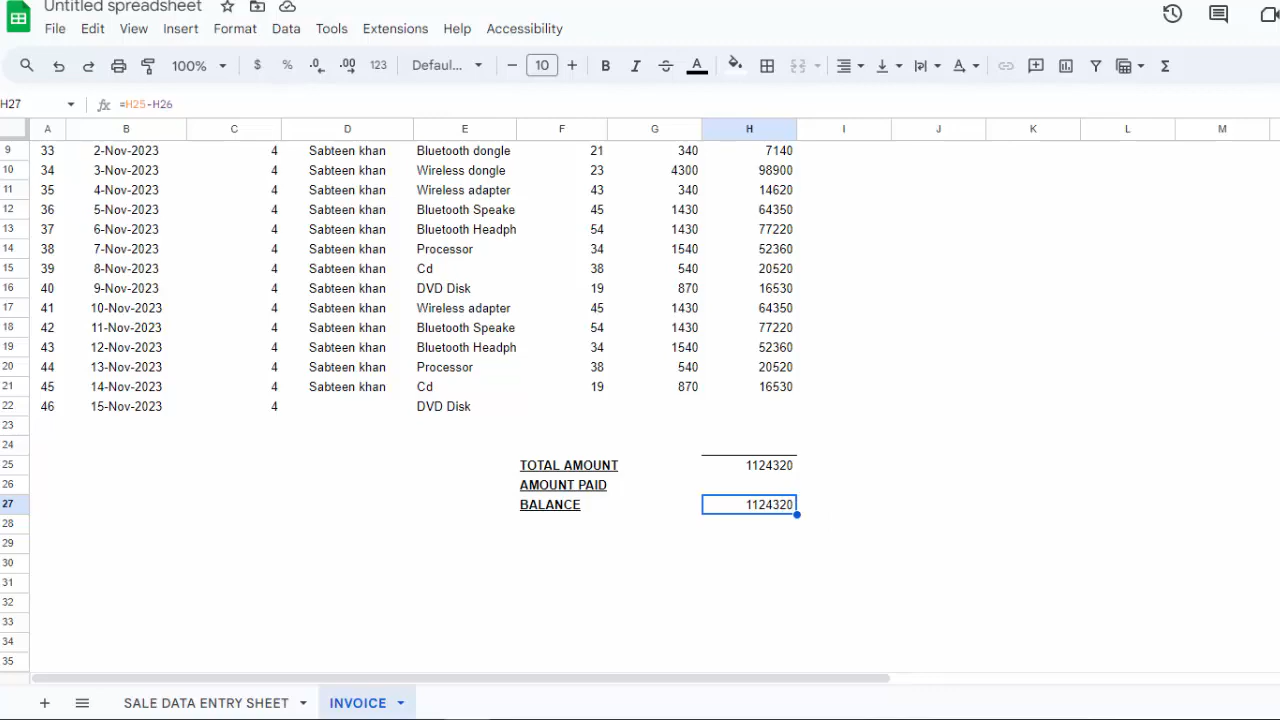 Untitled spreadsheet
File Edit View Insert Format Data Tools Extensions Help Accessibility
100% $ % .0 .00 123 Defaul... − 10 + B I S A Σ
H27 fx =H25-H26
A B C D E F G H I J K L M
9 33 2-Nov-2023 4 Sabteen khan Bluetooth dongle 21 340 7140
10 34 3-Nov-2023 4 Sabteen khan Wireless dongle 23 4300 98900
11 35 4-Nov-2023 4 Sabteen khan Wireless adapter 43 340 14620
12 36 5-Nov-2023 4 Sabteen khan Bluetooth Speake 45 1430 64350
13 37 6-Nov-2023 4 Sabteen khan Bluetooth Headph 54 1430 77220
14 38 7-Nov-2023 4 Sabteen khan Processor 34 1540 52360
15 39 8-Nov-2023 4 Sabteen khan Cd 38 540 20520
16 40 9-Nov-2023 4 Sabteen khan DVD Disk 19 870 16530
17 41 10-Nov-2023 4 Sabteen khan Wireless adapter 45 1430 64350
18 42 11-Nov-2023 4 Sabteen khan Bluetooth Speake 54 1430 77220
19 43 12-Nov-2023 4 Sabteen khan Bluetooth Headph 34 1540 52360
20 44 13-Nov-2023 4 Sabteen khan Processor 38 540 20520
21 45 14-Nov-2023 4 Sabteen khan Cd 19 870 16530
22 46 15-Nov-2023 4 DVD Disk
23
24
25 TOTAL AMOUNT 1124320
26 AMOUNT PAID
27 BALANCE 1124320
28
29
30
31
32
33
34
35
+ SALE DATA ENTRY SHEET INVOICE